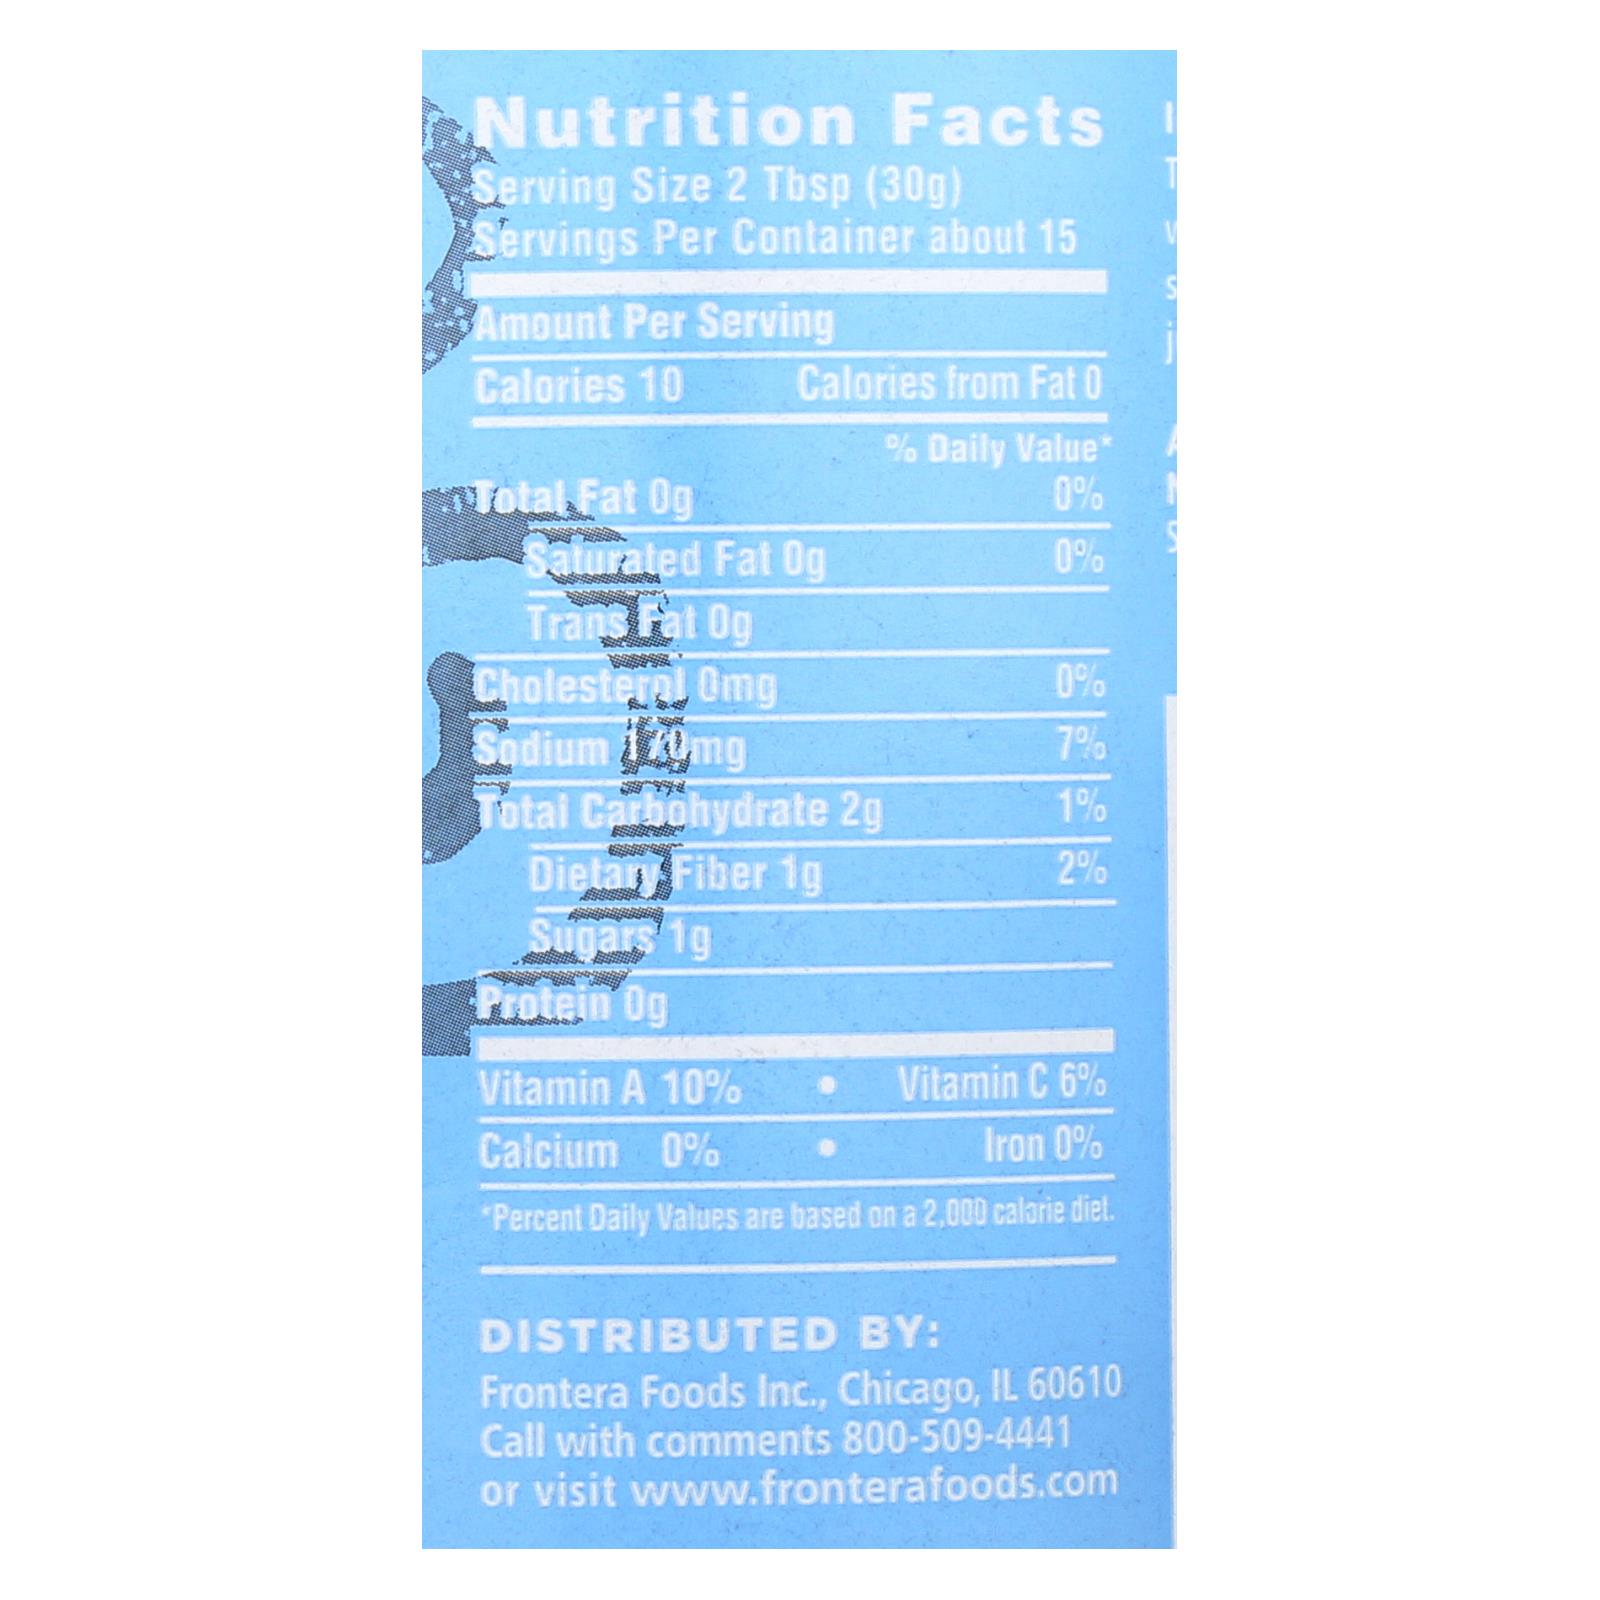 Nutrition Facts
Serving Size 2 Tbsp (30g)
Servings Per Container about 15
Amount Per Serving
Calories 10 Calories from Fat 0
% Daily Value*
Total Fat 0g 0%
Saturated Fat 0g 0%
Trans Fat 0g
Cholesterol 0mg 0%
Sodium 170mg 7%
Total Carbohydrate 2g 1%
Dietary Fiber 1g 2%
Sugars 1g
Protein 0g
Vitamin A 10% • Vitamin C 6%
Calcium 0% • Iron 0%
*Percent Daily Values are based on a 2,000 calorie diet.
DISTRIBUTED BY:
Frontera Foods Inc., Chicago, IL 60610
Call with comments 800-509-4441
or visit www.fronterafoods.com